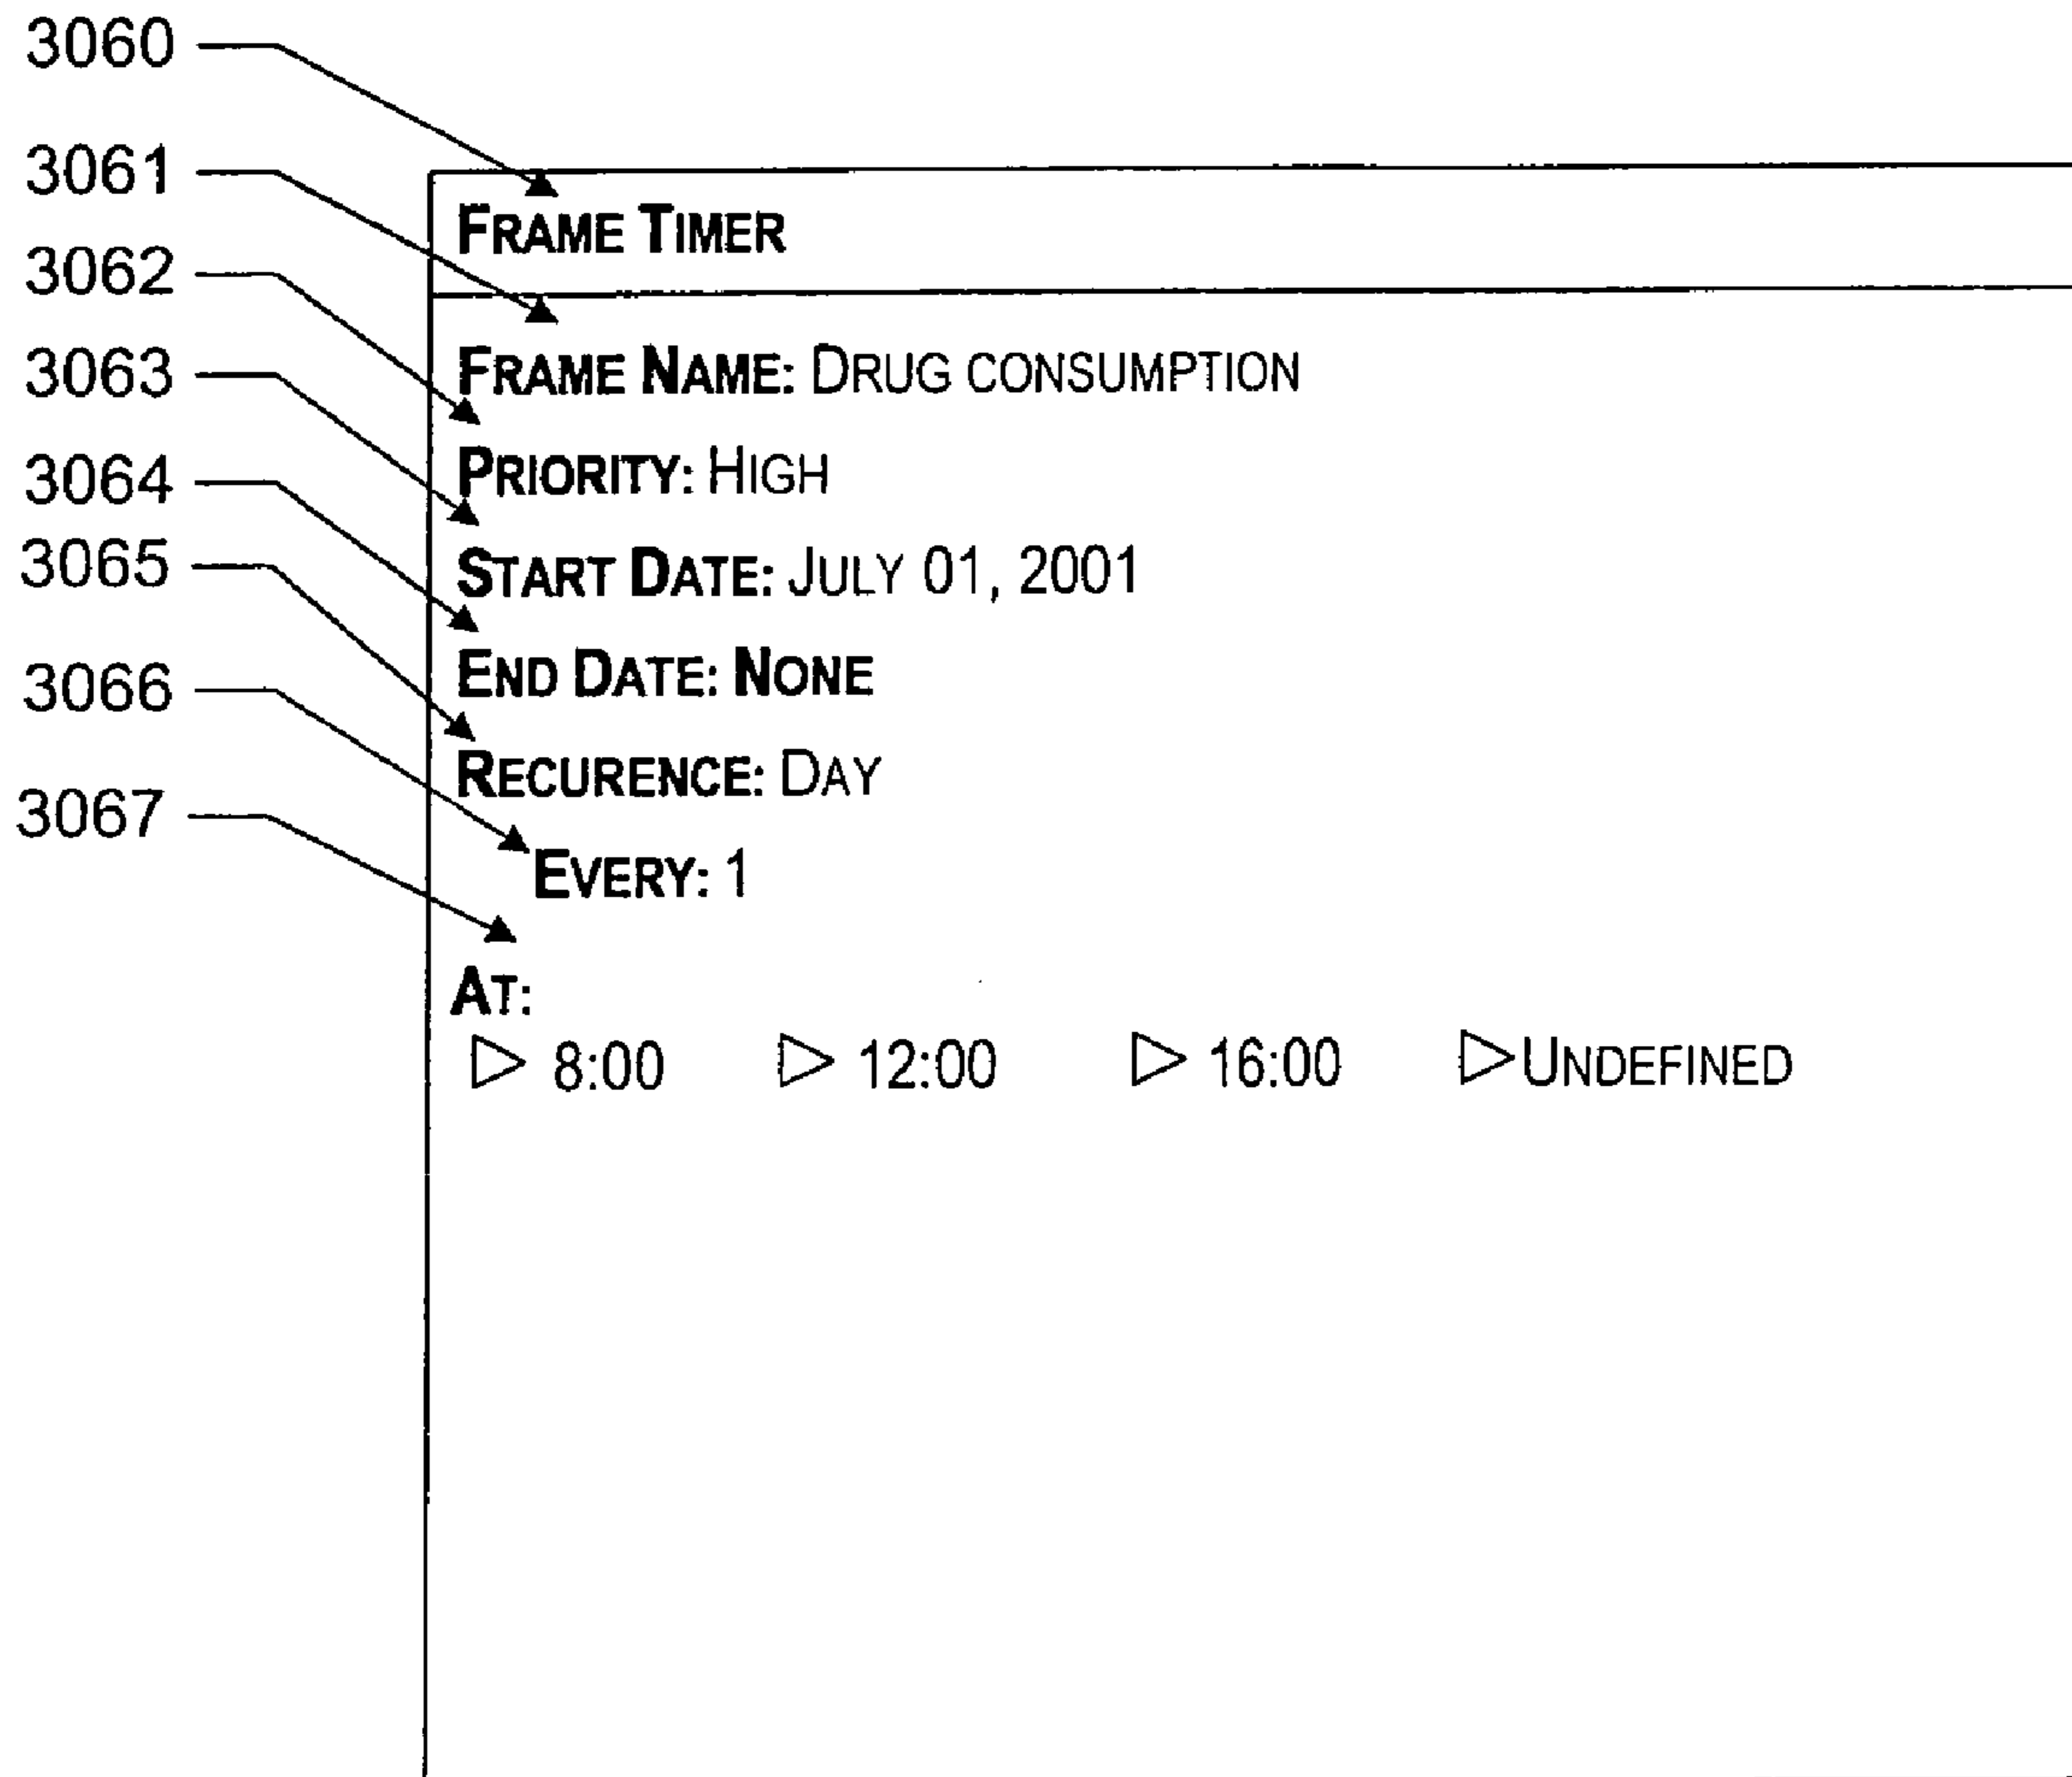 3060
3061
FRAME TIMER
3062
3063
FRAME NAME: DRUG CONSUMPTION
3064
PRIORITY: HIGH
3065
START DATE: JULY 01, 2001
3066
END DATE: NONE
3067
RECURENCE: DAY
EVERY: 1
AT:
▷ 8:00 ▷ 12:00 ▷ 16:00 ▷ UNDEFINED